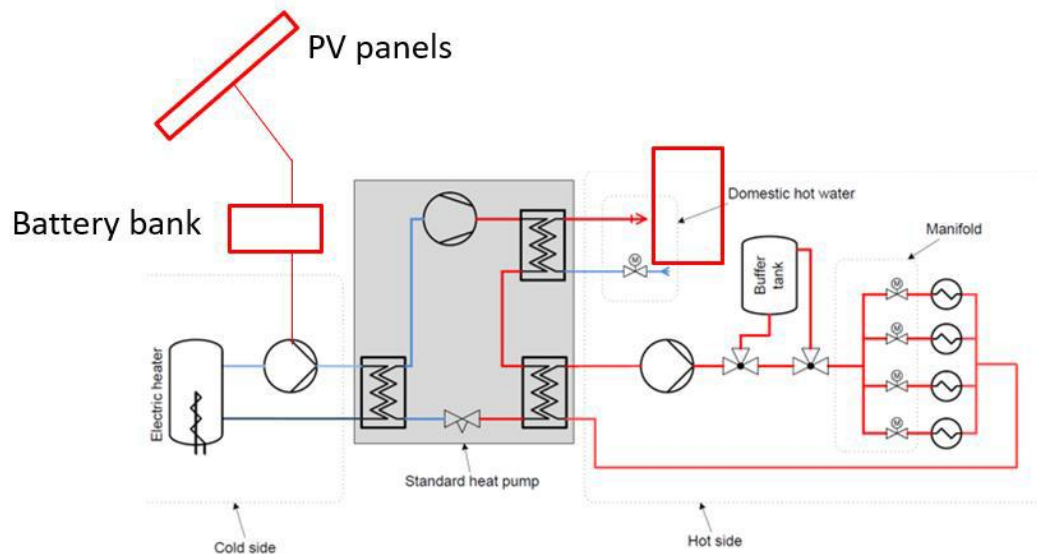 PV panels
Battery bank
Domestic hot water
Manifold
M
Buffer
tank
M
M
M
M
Electric heater
Standard heat pump
Cold side
Hot side